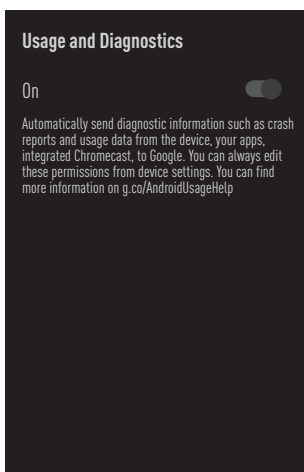 Usage and Diagnostics
On
Automatically send diagnostic information such as crash
reports and usage data from the device, your apps,
integrated Chromecast, to Google. You can always edit
these permissions from device settings. You can find
more information on g.co/AndroidUsageHelp